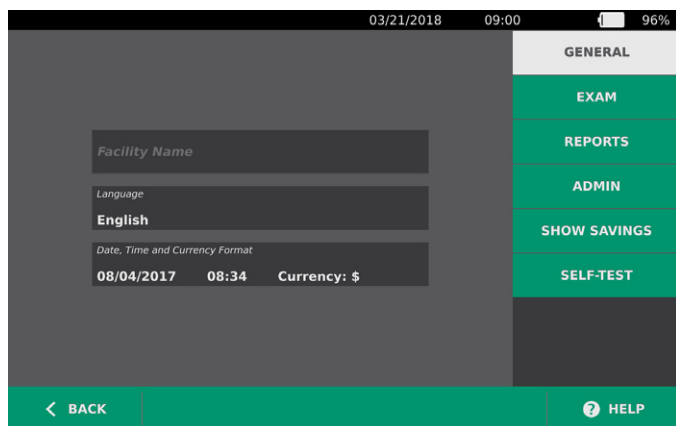 03/21/2018 09:00 96%
GENERAL
EXAM
REPORTS
ADMIN
SHOW SAVINGS
SELF-TEST
Facility Name
Language
English
Date, Time and Currency Format
08/04/2017 08:34 Currency: $
BACK
? HELP